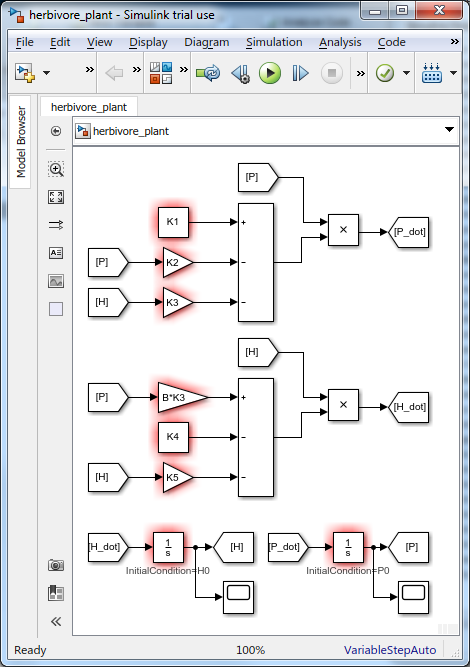 herbivore_plant - Simulink trial use
File Edit View Display Diagram Simulation Analysis Code
herbivore_plant
Model Browser
herbivore_plant
[P]
K1
+
×
[P_dot]
[P]
K2
−
[H]
K3
−
[H]
[P]
B*K3
+
×
[H_dot]
K4
−
[H]
K5
−
[H_dot]
1
s
[H]
[P_dot]
1
s
[P]
InitialCondition=H0
InitialCondition=P0
Ready 100% VariableStepAuto